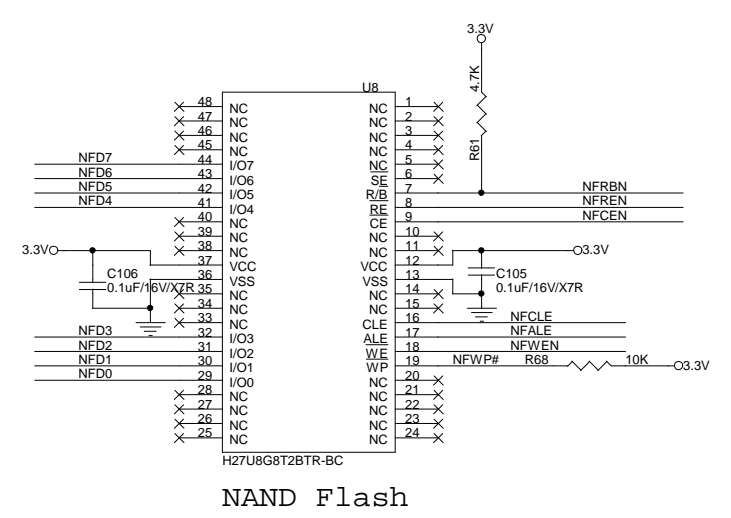 3.3V
4.7K
R61
U8
48 NC NC 1
47 NC NC 2
46 NC NC 3
45 NC NC 4
NFD7 44 I/O7 NC 5
NFD6 43 I/O6 SE 6
NFD5 42 I/O5 R/B 7 NFRBN
NFD4 41 I/O4 RE 8 NFREN
40 NC CE 9 NFCEN
39 NC NC 10
38 NC NC 11
3.3V 37 VCC VCC 12 3.3V
36 VSS VSS 13
C106
0.1uF/16V/X7R
C105
0.1uF/16V/X7R
35 NC NC 14
34 NC NC 15
33 NC CLE 16 NFCLE
NFD3 32 I/O3 ALE 17 NFALE
NFD2 31 I/O2 WE 18 NFWEN
NFD1 30 I/O1 WP 19 NFWP# R68 10K 3.3V
NFD0 29 I/O0 NC 20
28 NC NC 21
27 NC NC 22
26 NC NC 23
25 NC NC 24
H27U8G8T2BTR-BC
NAND Flash